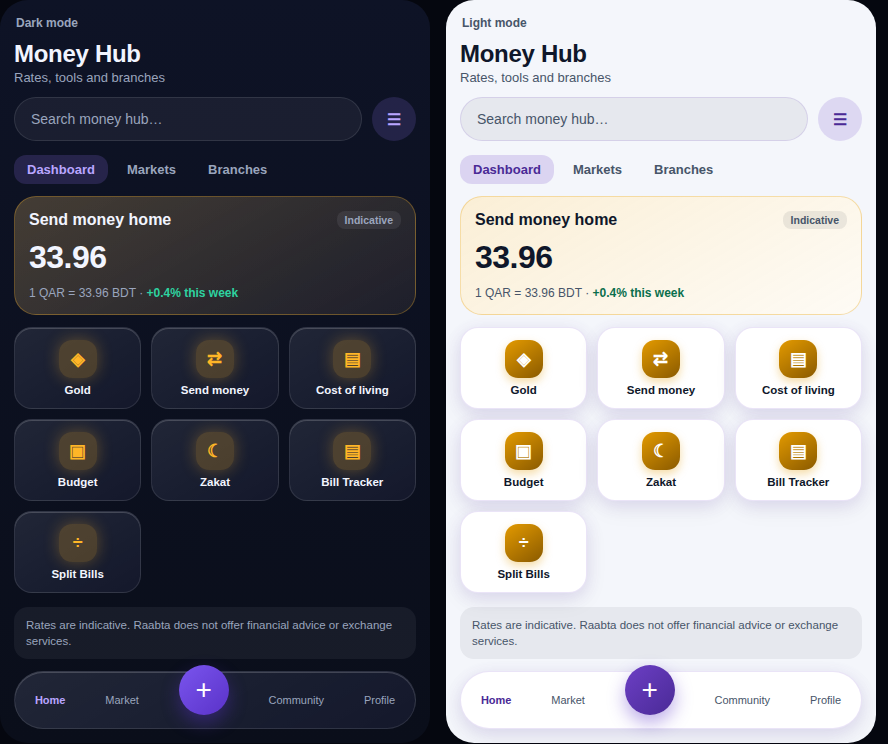 Dark mode
Money Hub
Rates, tools and branches
Search money hub…
Dashboard Markets Branches
Send money home Indicative
33.96
1 QAR = 33.96 BDT · +0.4% this week
Gold Send money Cost of living
Budget Zakat Bill Tracker
Split Bills
Rates are indicative. Raabta does not offer financial advice or exchange
services.
Home Market + Community Profile
Light mode
Money Hub
Rates, tools and branches
Search money hub…
Dashboard Markets Branches
Send money home Indicative
33.96
1 QAR = 33.96 BDT · +0.4% this week
Gold Send money Cost of living
Budget Zakat Bill Tracker
Split Bills
Rates are indicative. Raabta does not offer financial advice or exchange
services.
Home Market + Community Profile